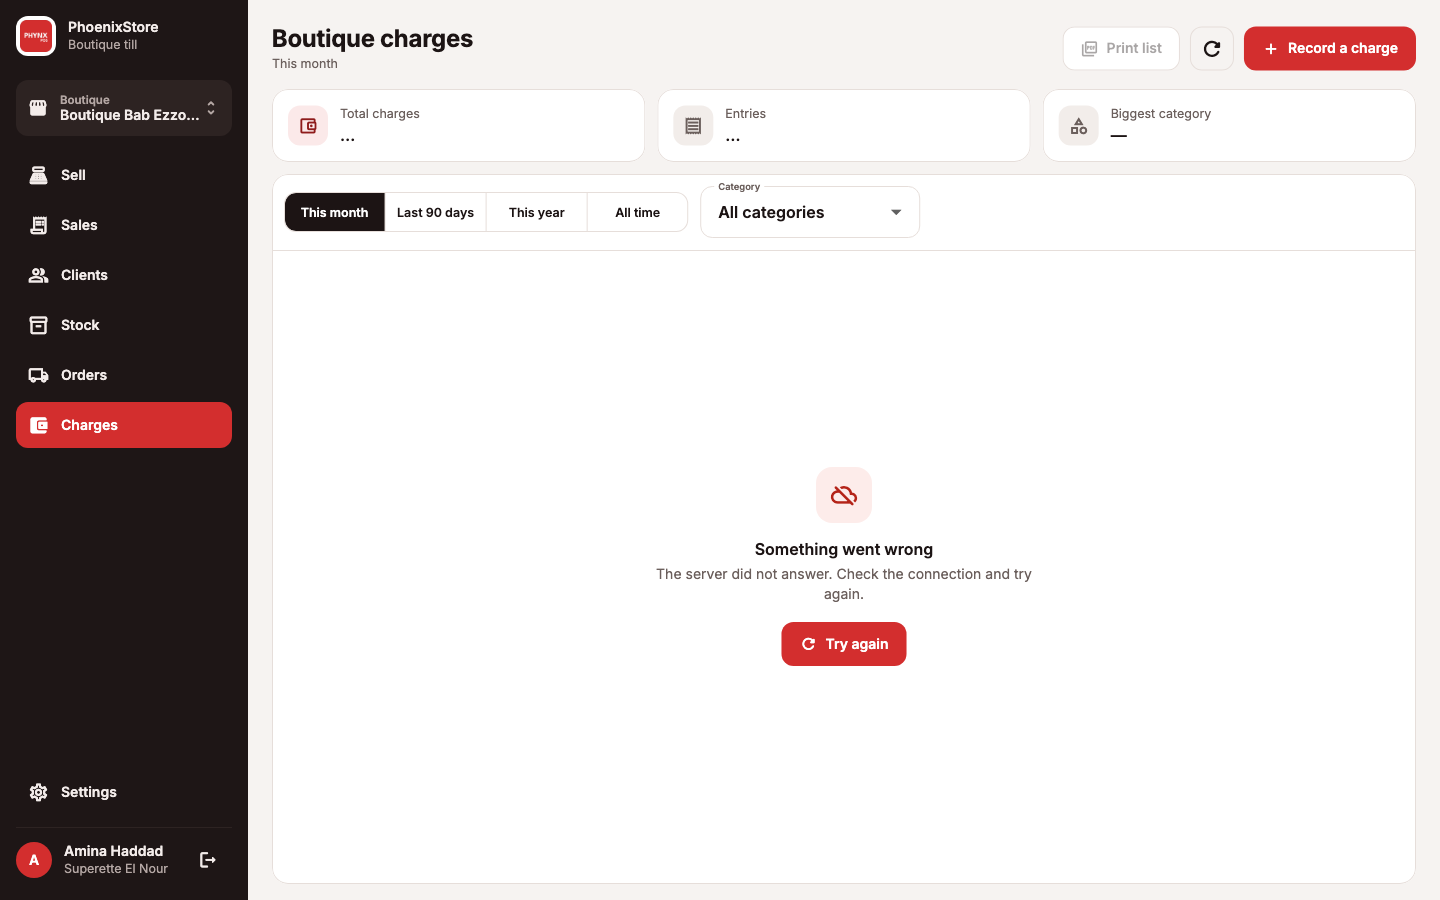 PHYNX
POS
PhoenixStore
Boutique till
Boutique
Boutique Bab Ezzo...
Sell
Sales
Clients
Stock
Orders
Charges
Settings
A
Amina Haddad
Superette El Nour
Boutique charges
This month
Print list
Record a charge
Total charges
...
Entries
...
Biggest category
—
This month
Last 90 days
This year
All time
Category
All categories
Something went wrong
The server did not answer. Check the connection and try
again.
Try again